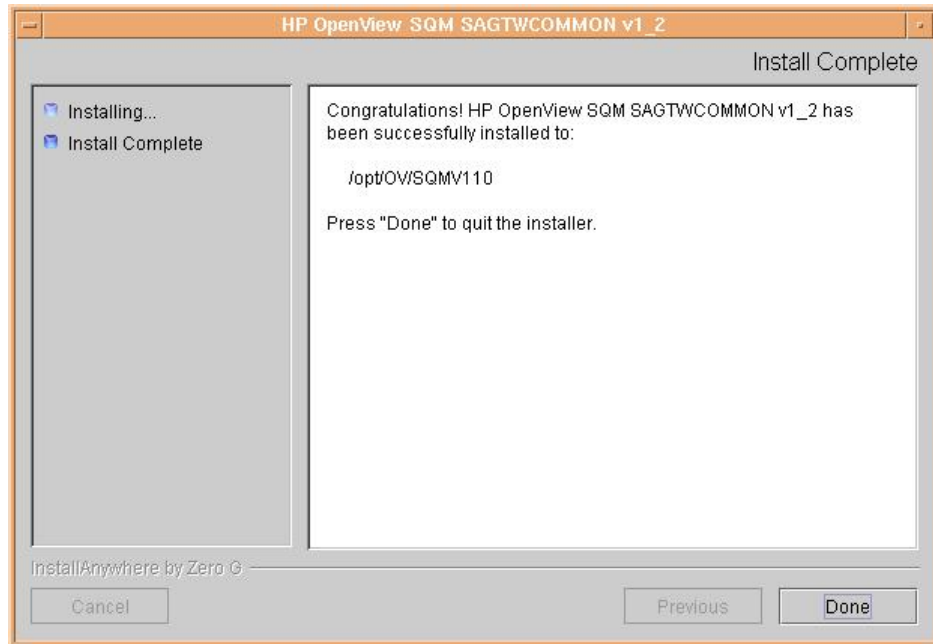 HP OpenView SQM SAGTWCOMMON v1_2
Install Complete
Installing...
Install Complete
Congratulations! HP OpenView SQM SAGTWCOMMON v1_2 has
been successfully installed to:
/opt/OV/SQMV110
Press "Done" to quit the installer.
InstallAnywhere by Zero G
Cancel
Previous
Done